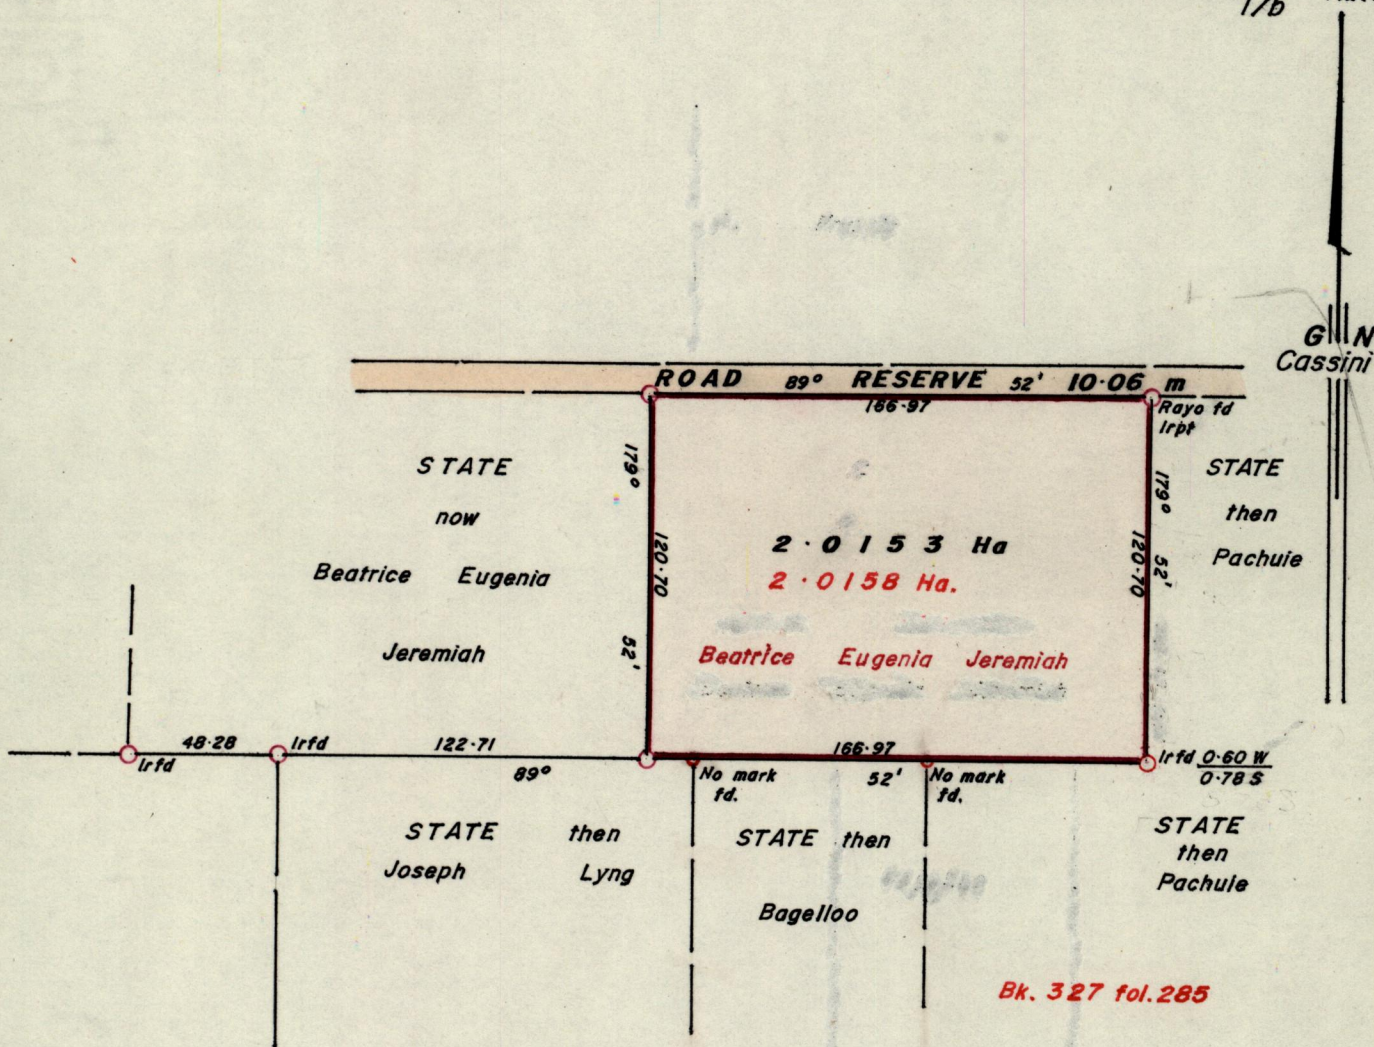 17b
G N
Cassini
ROAD 89° RESERVE 52' 10·06 m
166·97
Rayo fd
Irpt
STATE
now
Beatrice Eugenia
Jeremiah
179°
120·70
52'
2·0153 Ha
2·0158 Ha.
Beatrice Eugenia Jeremiah
179°
52'
120·70
STATE
then
Pachuie
48·28
Irfd
Irfd
122·71
89°
166·97
52'
No mark
fd.
No mark
fd.
Irfd 0·60 W
0·78 S
STATE then
Joseph Lyng
STATE then
Bagelloo
STATE
then
Pachuie
Bk. 327 fol. 285